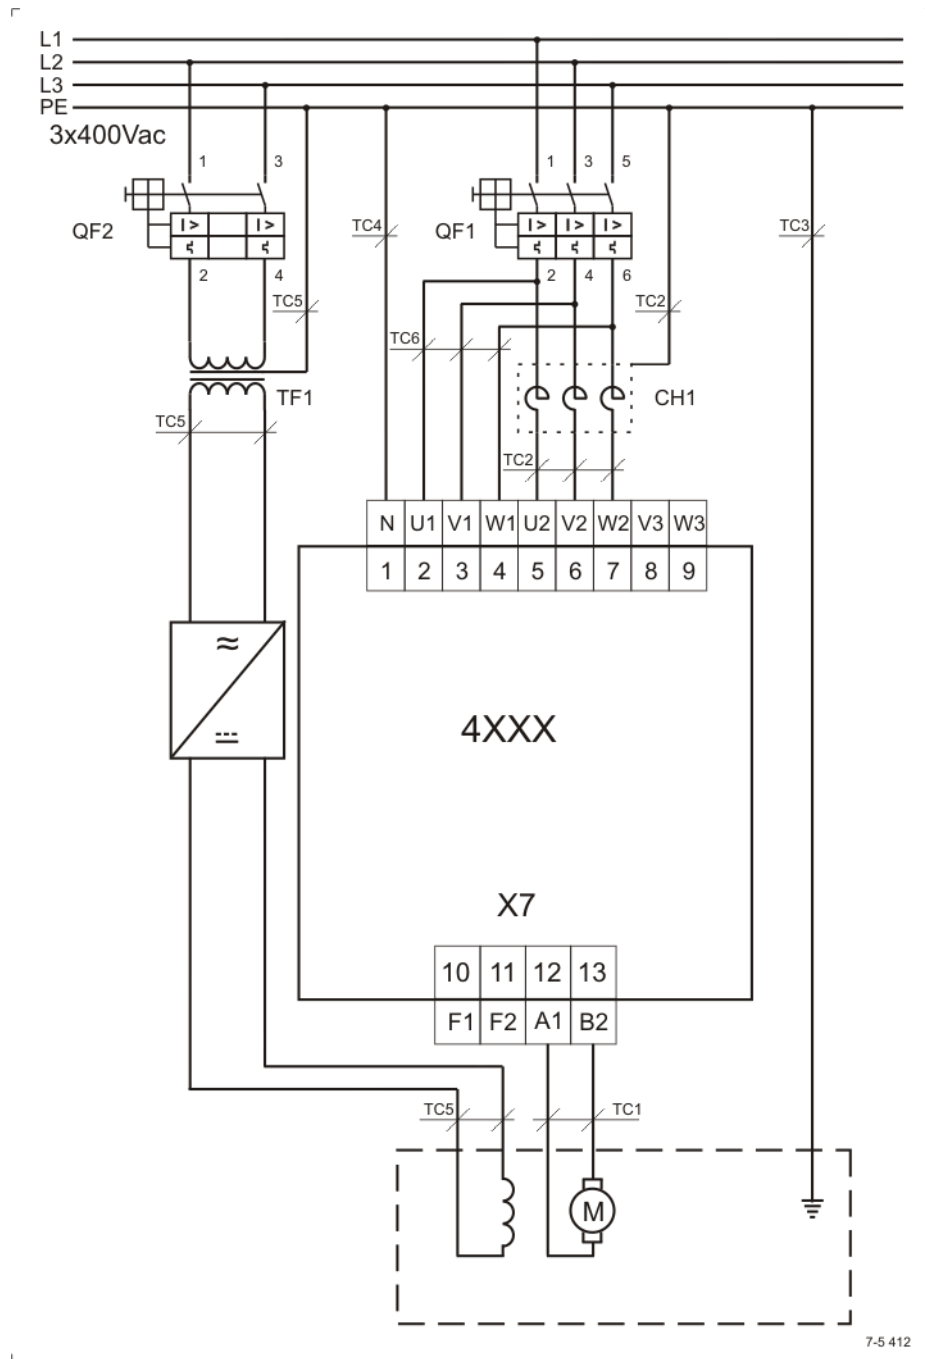 L1
L2
L3
PE
3x400Vac
1 3 1 3 5
QF2 I> I> TC4 QF1 I> I> I> TC3
2 4 2 4 6
TC5 TC2
TC6
TF1 CH1
TC5
TC2
N U1 V1 W1 U2 V2 W2 V3 W3
1 2 3 4 5 6 7 8 9
≈
4XXX
X7
10 11 12 13
F1 F2 A1 B2
TC5 TC1
M
7-5 412